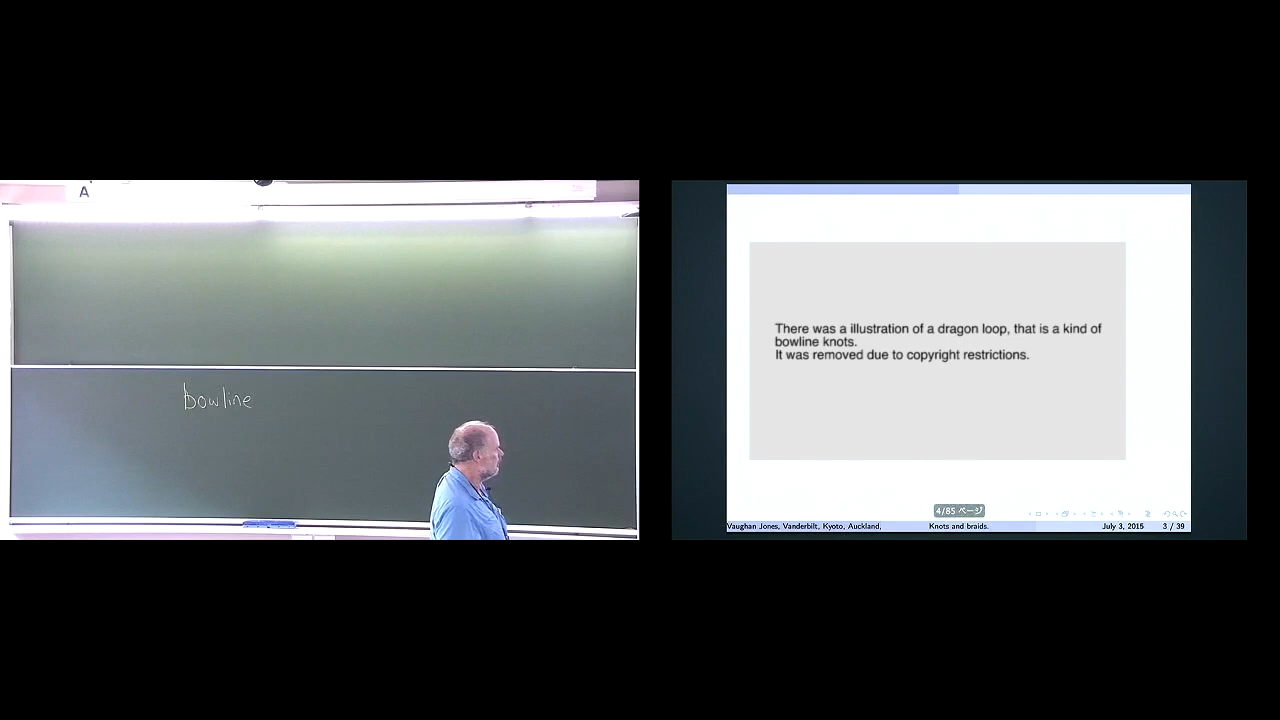 A
bowline
There was a illustration of a dragon loop, that is a kind of
bowline knots.
It was removed due to copyright restrictions.
4/85 ページ
Vaughan Jones, Vanderbilt, Kyoto, Auckland,
Knots and braids.
July 3, 2015
3 / 39